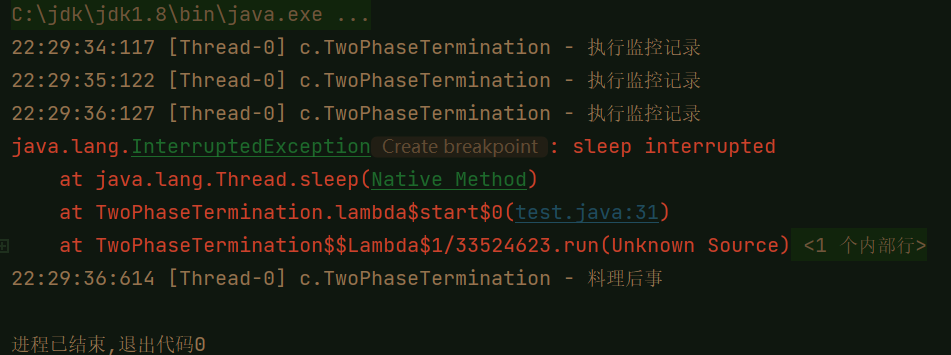 C:\jdk\jdk1.8\bin\java.exe ...
22:29:34:117 [Thread-0] c.TwoPhaseTermination - 执行监控记录
22:29:35:122 [Thread-0] c.TwoPhaseTermination - 执行监控记录
22:29:36:127 [Thread-0] c.TwoPhaseTermination - 执行监控记录
java.lang.InterruptedException Create breakpoint : sleep interrupted
at java.lang.Thread.sleep(Native Method)
at TwoPhaseTermination.lambda$start$0(test.java:31)
at TwoPhaseTermination$$Lambda$1/33524623.run(Unknown Source) <1 个内部行>
22:29:36:614 [Thread-0] c.TwoPhaseTermination - 料理后事
进程已结束,退出代码0